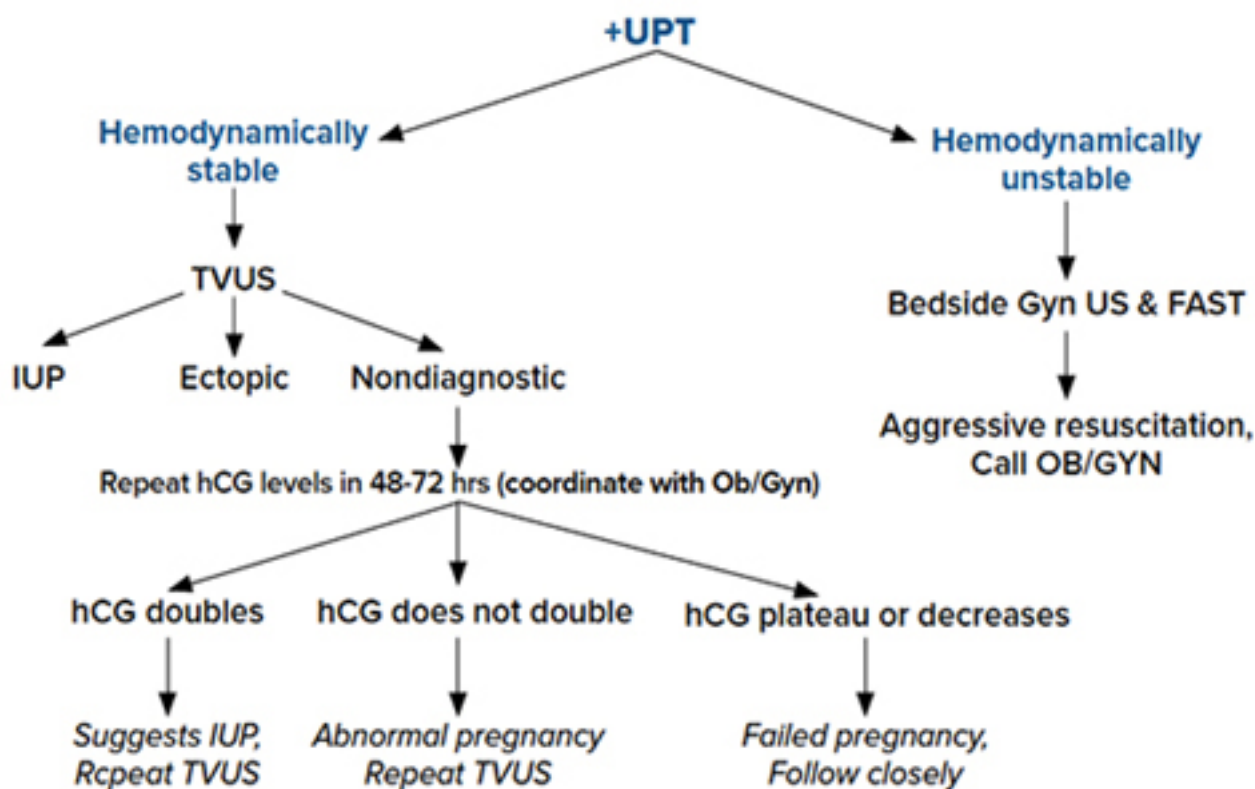 +UPT
Hemodynamically
stable
Hemodynamically
unstable
TVUS
Bedside Gyn US & FAST
IUP
Ectopic
Nondiagnostic
Aggressive resuscitation,
Call OB/GYN
Repeat hCG levels in 48-72 hrs (coordinate with Ob/Gyn)
hCG doubles
hCG does not double
hCG plateau or decreases
Suggests IUP,
Rcpeat TVUS
Abnormal pregnancy
Repeat TVUS
Failed pregnancy,
Follow closely